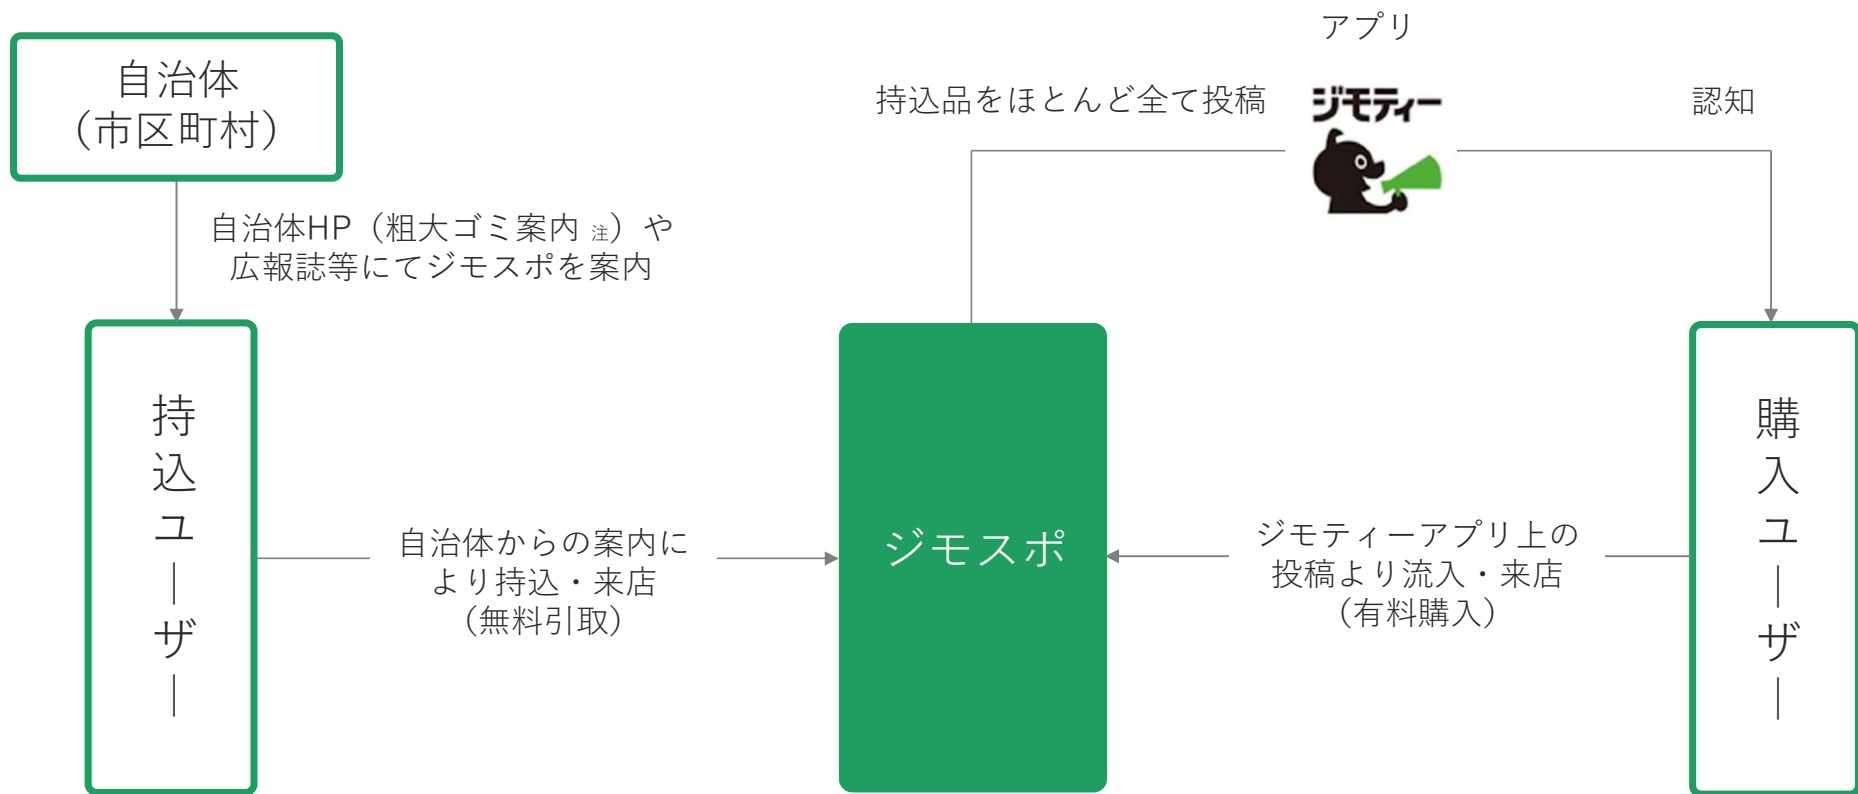 自治体
（市区町村）
自治体HP（粗大ゴミ案内 注）や
広報誌等にてジモスポを案内
持込ユーザー
自治体からの案内に
より持込・来店
（無料引取）
ジモスポ
持込品をほとんど全て投稿
アプリ
ジモティー
認知
ジモティーアプリ上の
投稿より流入・来店
（有料購入）
購入ユーザー